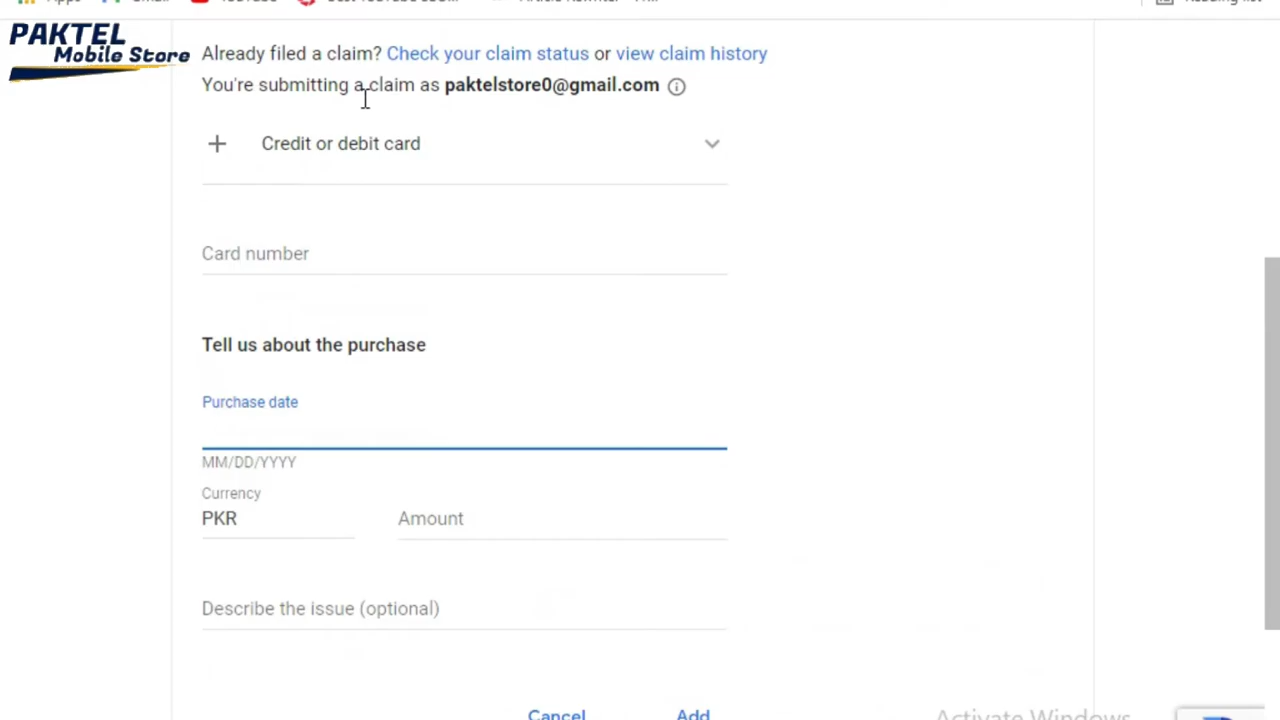 PAKTEL
Mobile Store
Already filed a claim? Check your claim status or view claim history
You're submitting a claim as paktelstore0@gmail.com
Credit or debit card
Card number
Tell us about the purchase
Purchase date
MM/DD/YYYY
Currency
PKR
Amount
Describe the issue (optional)
Cancel
Add
Activate Windows